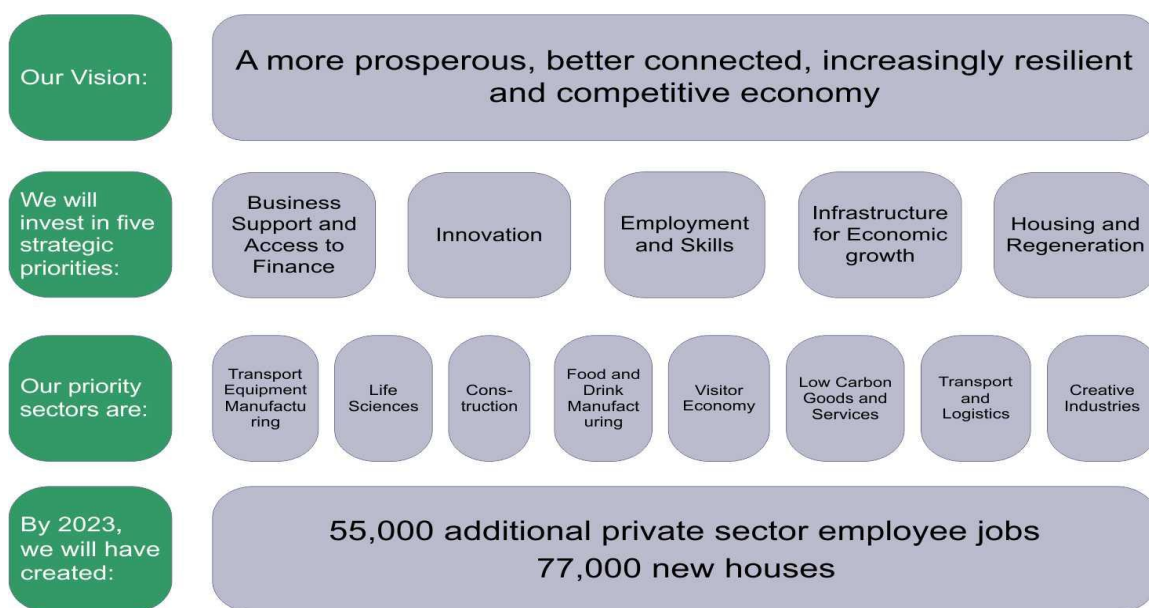 Our Vision:
A more prosperous, better connected, increasingly resilient
and competitive economy
We will
invest in five
strategic
priorities:
Business
Support and
Access to
Finance
Innovation
Employment
and Skills
Infrastructure
for Economic
growth
Housing and
Regeneration
Our priority
sectors are:
Transport
Equipment
Manufactu
ring
Life
Sciences
Cons-
truction
Food and
Drink
Manufact
uring
Visitor
Economy
Low Carbon
Goods and
Services
Transport
and
Logistics
Creative
Industries
By 2023,
we will have
created:
55,000 additional private sector employee jobs
77,000 new houses